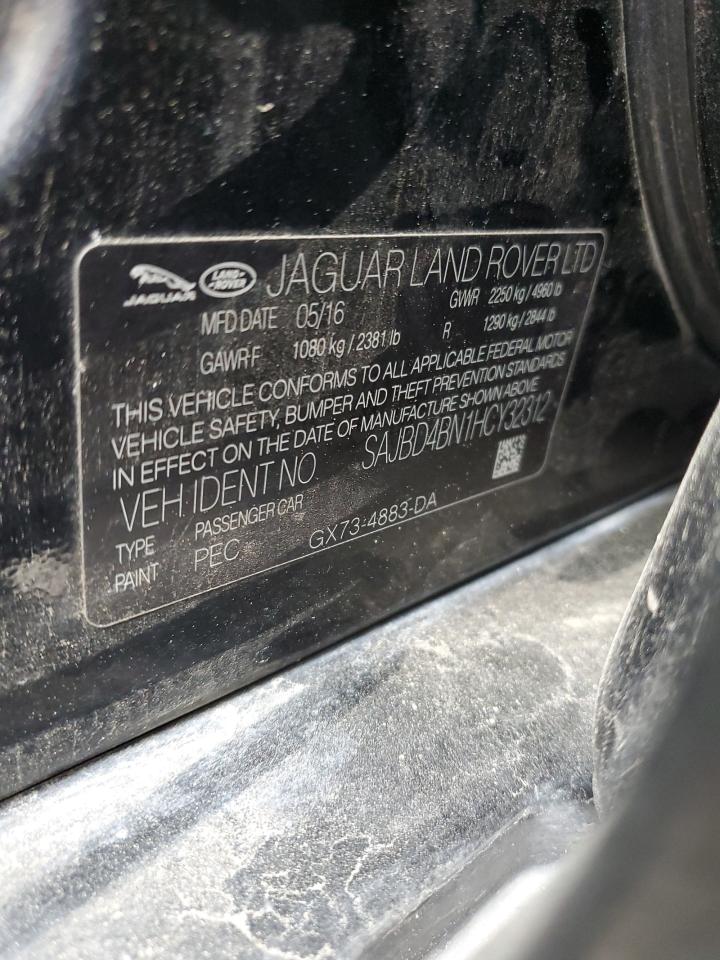 JAGUAR LAND-ROVER JAGUAR LAND ROVER LTD
MFD DATE 05/16 GWR 2250 kg / 4960 lb
GAWR F 1080 kg / 2381 lb R 1290 kg / 2844 lb
THIS VEHICLE CONFORMS TO ALL APPLICABLE FEDERAL MOTOR
VEHICLE SAFETY, BUMPER AND THEFT PREVENTION STANDARDS
IN EFFECT ON THE DATE OF MANUFACTURE SHOWN ABOVE
VEH IDENT NO SAJBD4BN1HCY32312
TYPE PASSENGER CAR
PAINT PEC GX73-4883-DA